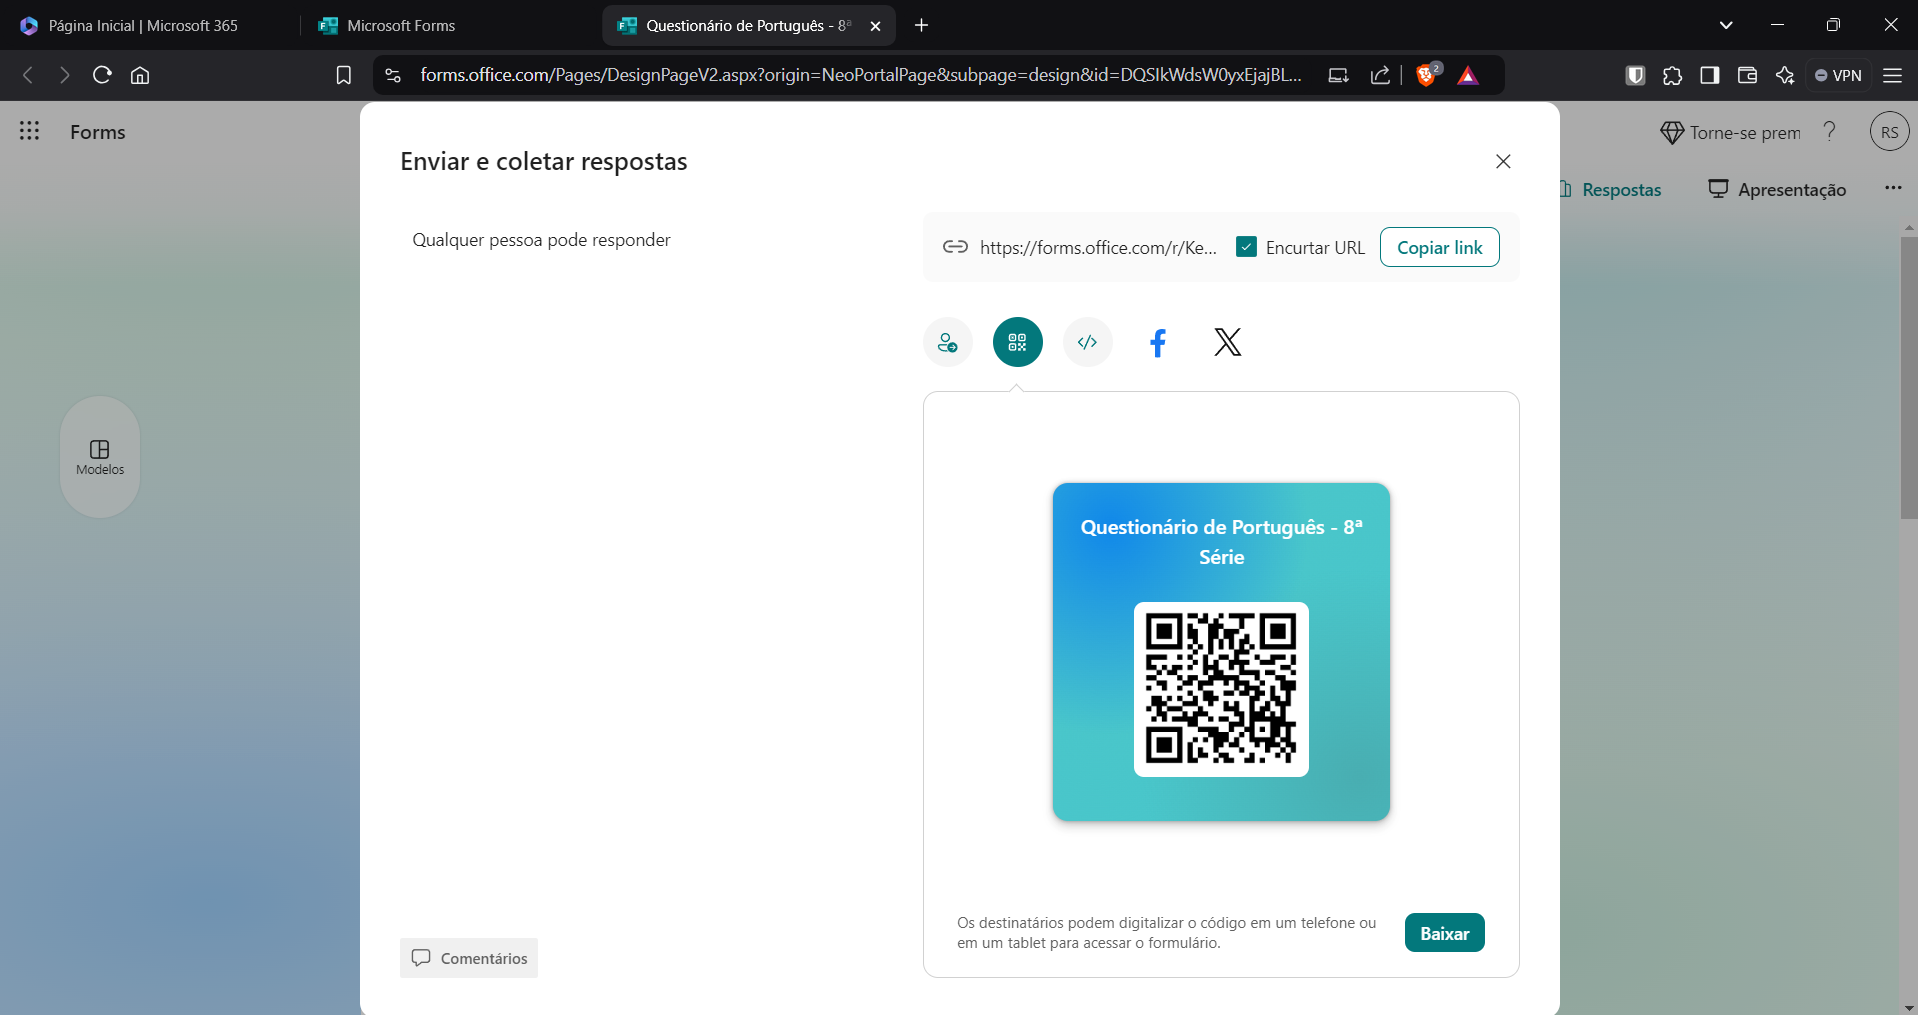 Página Inicial | Microsoft 365
Microsoft Forms
Questionário de Português - 8ª
forms.office.com/Pages/DesignPageV2.aspx?origin=NeoPortalPage&subpage=design&id=DQSIkWdsW0yxEjajBL...
2
VPN
Forms
Torne-se prem
?
RS
Respostas
Apresentação
Modelos
Enviar e coletar respostas
Qualquer pessoa pode responder
https://forms.office.com/r/Ke...
Encurtar URL
Copiar link
Questionário de Português - 8ª
Série
Os destinatários podem digitalizar o código em um telefone ou
em um tablet para acessar o formulário.
Baixar
Comentários